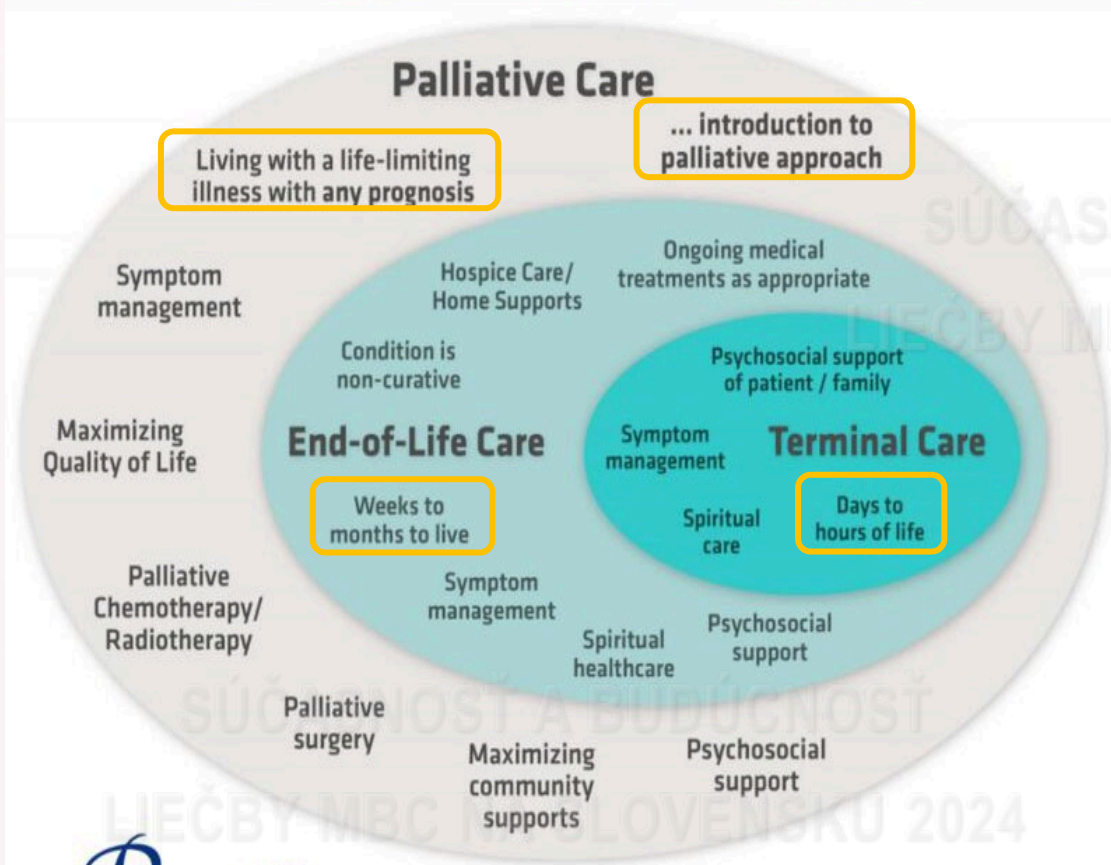 Palliative Care
... introduction to
palliative approach
Living with a life-limiting
illness with any prognosis
Symptom
management
Hospice Care/
Home Supports
Ongoing medical
treatments as appropriate
Condition is
non-curative
Psychosocial support
of patient / family
Maximizing
Quality of Life
End-of-Life Care
Symptom
management
Terminal Care
Weeks to
months to live
Spiritual
care
Days to
hours of life
Palliative
Chemotherapy/
Radiotherapy
Symptom
management
Spiritual
healthcare
Psychosocial
support
Palliative
surgery
Maximizing
community
supports
Psychosocial
support
SÚČAS
LIEČBY M
SÚČASNOSŤ A BUDÚCNOSŤ
LIEČBY MBC NA SLOVENSKU 2024